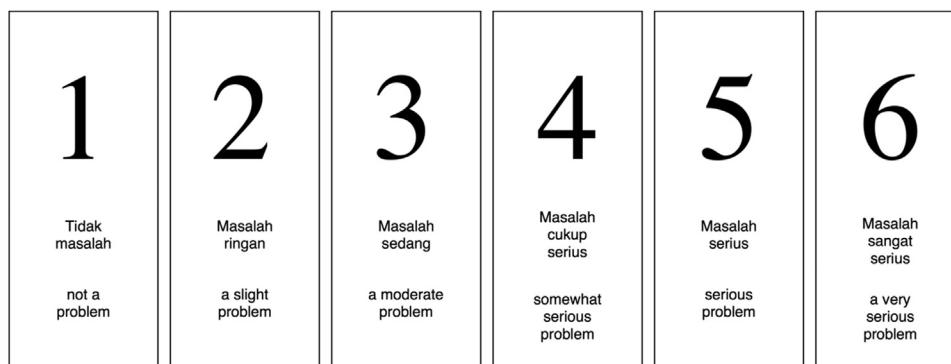 1
Tidak
masalah
not a
problem
2
Masalah
ringan
a slight
problem
3
Masalah
sedang
a moderate
problem
4
Masalah
cukup
serius
somewhat
serious
problem
5
Masalah
serius
serious
problem
6
Masalah
sangat
serius
a very
serious
problem